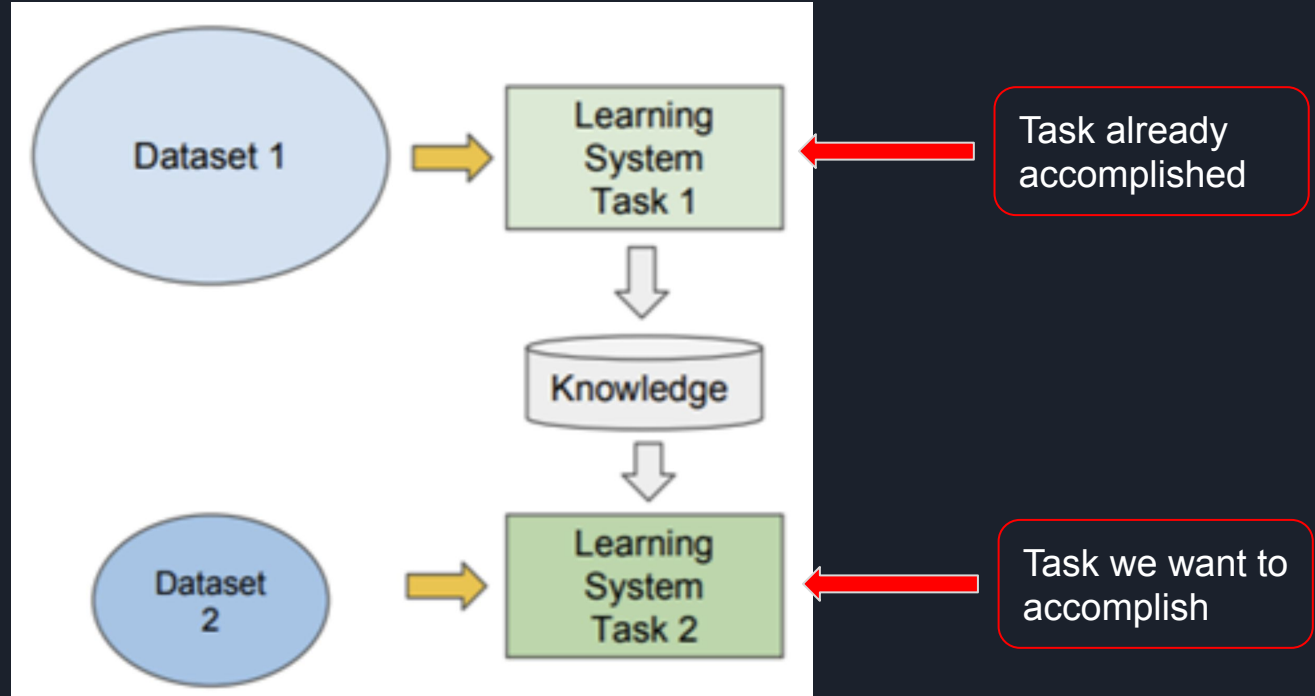 Dataset 1
Learning
System
Task 1
Task already
accomplished
Knowledge
Dataset
2
Learning
System
Task 2
Task we want to
accomplish